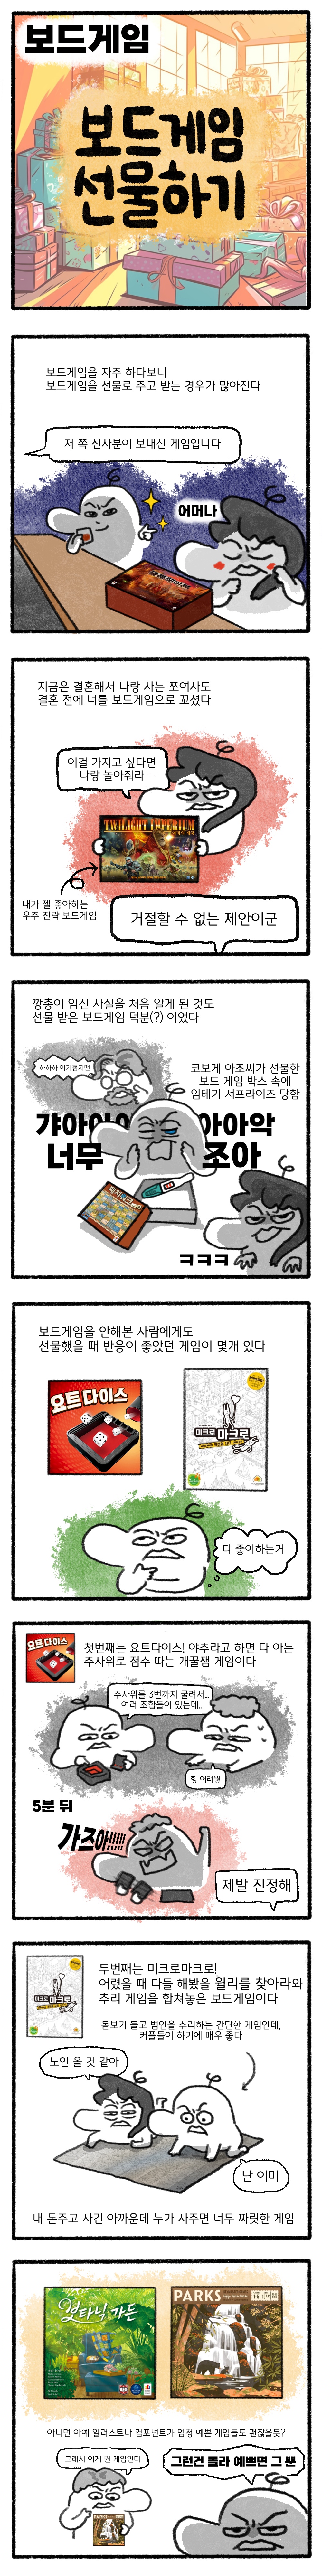 보드게임
보드게임
선물하기
보드게임을 자주 하다보니
보드게임을 선물로 주고 받는 경우가 많아진다
저 쪽 신사분이 보내신 게임입니다
어머나
지금은 결혼해서 나랑 사는 쪼여사도
결혼 전에 너를 보드게임으로 꼬셨다
이걸 가지고 싶다면
나랑 놀아줘라
TWILIGHT IMPERIUM
내가 젤 좋아하는
우주 전략 보드게임
거절할 수 없는 제안이군
깡총이 임신 사실을 처음 알게 된 것도
선물 받은 보드게임 덕분(?) 이었다
하하하 아기점지맨
코보게 아조씨가 선물한
보드 게임 박스 속에
임테기 서프라이즈 당함
갸아아아 아아악
너무 조아
ㅋㅋㅋ
보드게임을 안해본 사람에게도
선물했을 때 반응이 좋았던 게임이 몇개 있다
요트다이스
미크로 마크로
다 좋아하는거
요트다이스
첫번째는 요트다이스! 야추라고 하면 다 아는
주사위로 점수 따는 개꿀잼 게임이다
주사위를 3번까지 굴려서..
여러 조합들이 있는데..
힝 어려웡
5분 뒤
가즈아!!!!!
제발 진정해
미크로 마크로
두번째는 미크로마크로!
어렸을 때 다들 해봤을 윌리를 찾아라와
추리 게임을 합쳐놓은 보드게임이다
돋보기 들고 범인을 추리하는 간단한 게임인데,
커플들이 하기에 매우 좋다
노안 올 것 같아
난 이미
내 돈주고 사긴 아까운데 누가 사주면 너무 짜릿한 게임
보타닉 가든
PARKS
아니면 아예 일러스트나 컴포넌트가 엄청 예쁜 게임들도 괜찮을듯?
그래서 이게 뭔 게임인디
그런건 몰라 예쁘면 그 뿐
PARKS